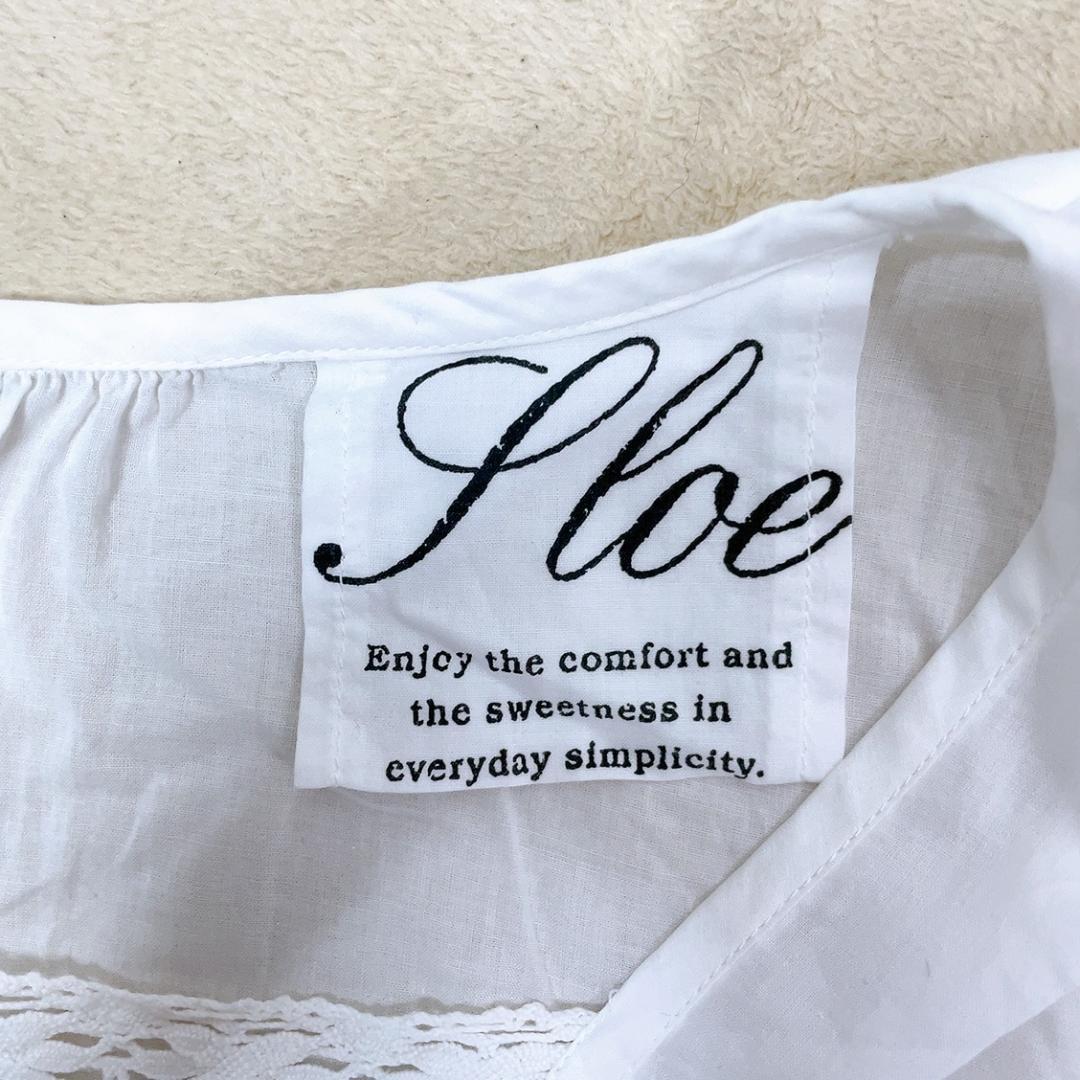 Sloe
Enjoy the comfort and
the sweetness in
everyday simplicity.